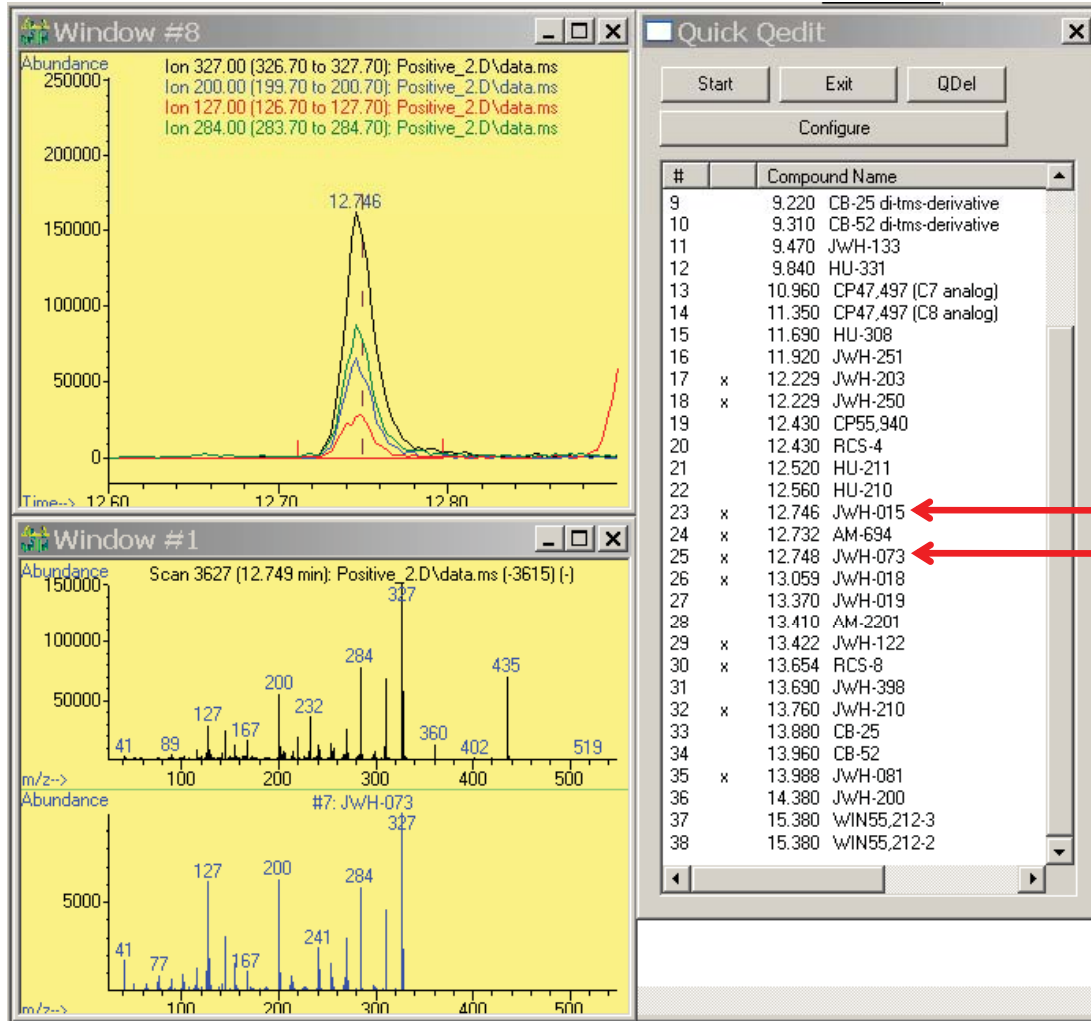 Window #8
Abundance
Ion 327.00 (326.70 to 327.70): Positive_2.D\data.ms
Ion 200.00 (199.70 to 200.70): Positive_2.D\data.ms
Ion 127.00 (126.70 to 127.70): Positive_2.D\data.ms
Ion 284.00 (283.70 to 284.70): Positive_2.D\data.ms
250000
200000
150000
100000
50000
0
12.746
Time--> 12.60 12.70 12.80
Window #1
Abundance
Scan 3627 (12.749 min): Positive_2.D\data.ms (-3615) (-)
150000
100000
50000
327
284
435
200
232
127
167
41 89
360
402
519
m/z--> 100 200 300 400 500
Abundance
#7: JWH-073
5000
327
127
200
284
241
41
77
167
m/z--> 100 200 300 400 500
Quick Qedit
Start Exit QDel
Configure
# Compound Name
9 9.220 CB-25 di-tms-derivative
10 9.310 CB-52 di-tms-derivative
11 9.470 JWH-133
12 9.840 HU-331
13 10.960 CP47,497 (C7 analog)
14 11.350 CP47,497 (C8 analog)
15 11.690 HU-308
16 11.920 JWH-251
17 x 12.229 JWH-203
18 x 12.229 JWH-250
19 12.430 CP55,940
20 12.430 RCS-4
21 12.520 HU-211
22 12.560 HU-210
23 x 12.746 JWH-015
24 x 12.732 AM-694
25 x 12.748 JWH-073
26 x 13.059 JWH-018
27 13.370 JWH-019
28 13.410 AM-2201
29 x 13.422 JWH-122
30 x 13.654 RCS-8
31 13.690 JWH-398
32 x 13.760 JWH-210
33 13.880 CB-25
34 13.960 CB-52
35 x 13.988 JWH-081
36 14.380 JWH-200
37 15.380 WIN55,212-3
38 15.380 WIN55,212-2